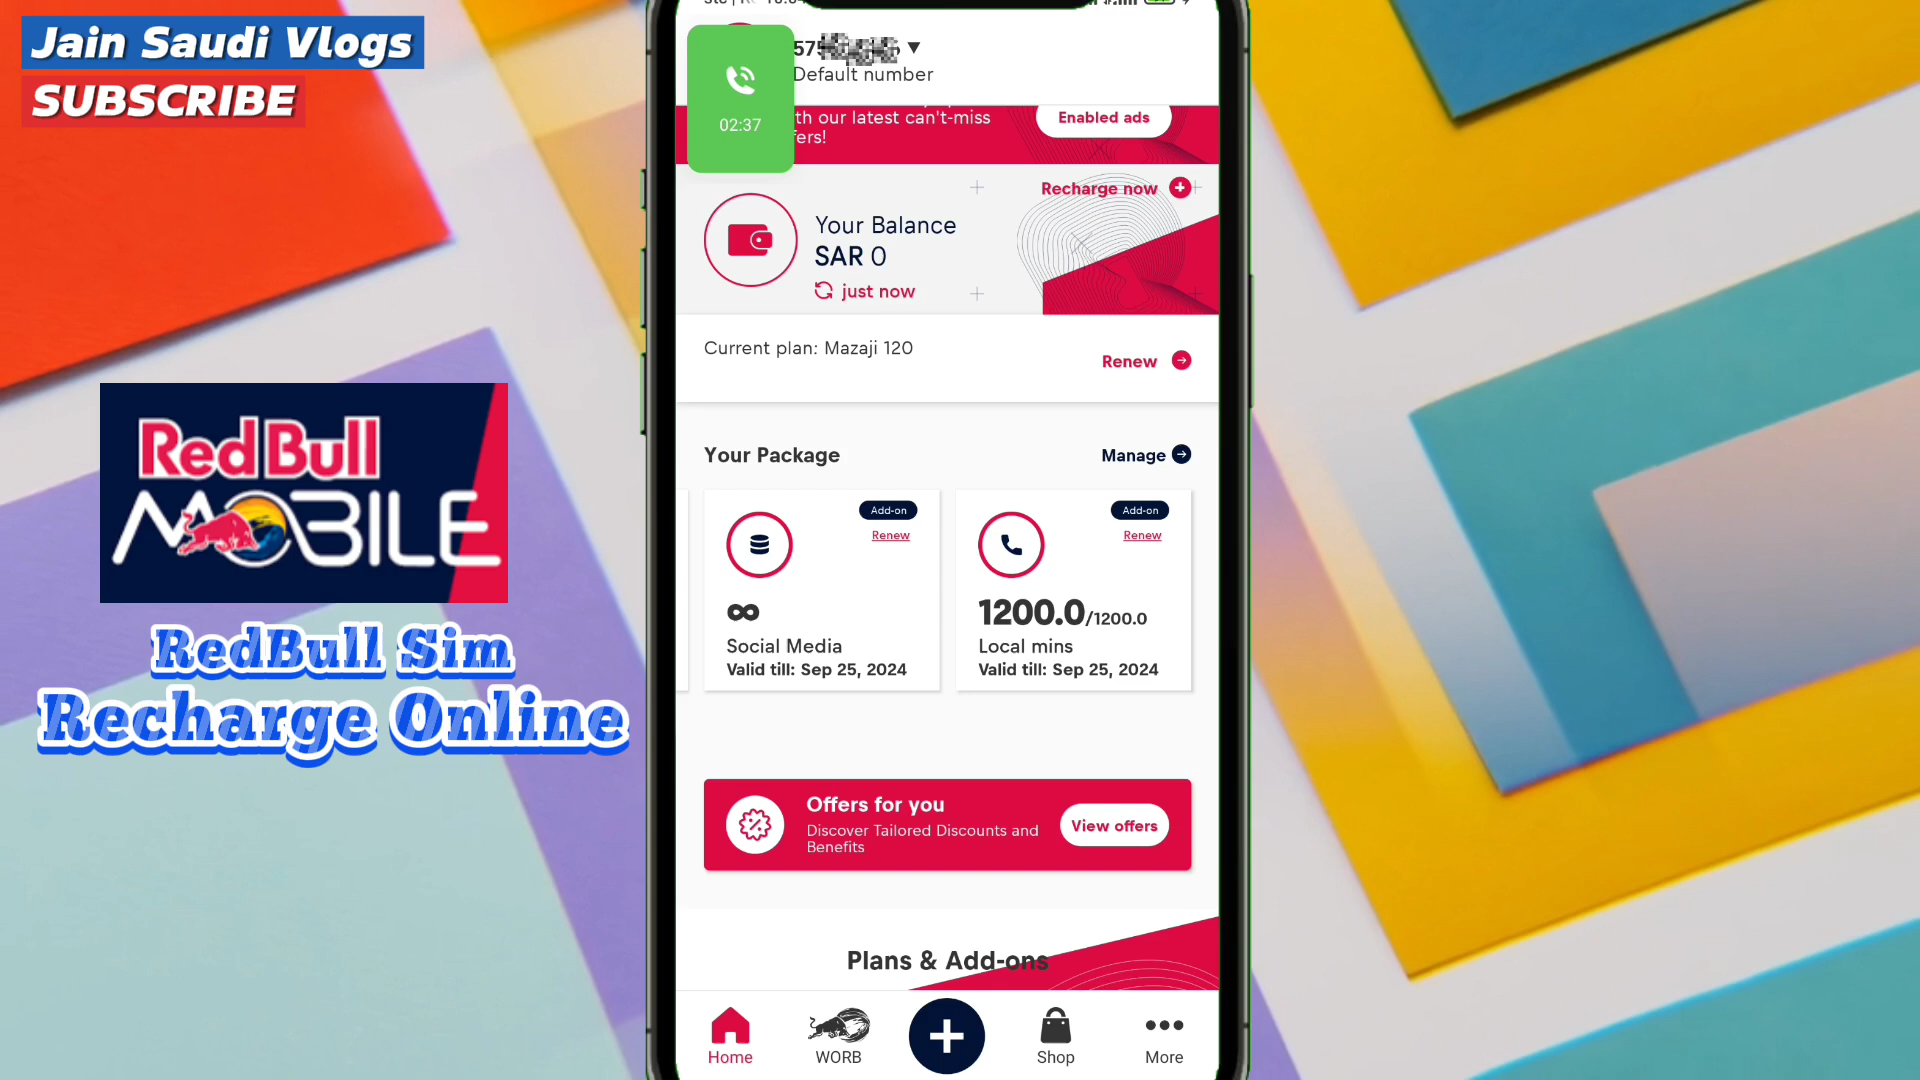 Jain Saudi Vlogs
SUBSCRIBE
Default number
02:37
th our latest can't-miss
fers!
Enabled ads
Recharge now
Your Balance
SAR 0
just now
Current plan: Mazaji 120
Renew
Your Package
Manage
Add-on
Renew
∞
Social Media
Valid till: Sep 25, 2024
Add-on
Renew
1200.0/1200.0
Local mins
Valid till: Sep 25, 2024
Offers for you
Discover Tailored Discounts and
Benefits
View offers
Plans & Add-ons
Home
WORB
Shop
More
RedBull
MOBILE
RedBull Sim
Recharge Online